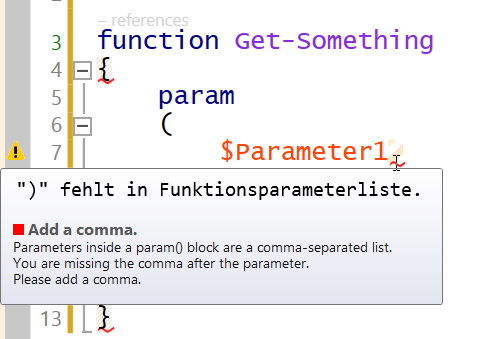 – references
3 function Get-Something
4 {
5 param
6 (
7 $Parameter1
")" fehlt in Funktionsparameterliste.
Add a comma.
Parameters inside a param() block are a comma-separated list.
You are missing the comma after the parameter.
Please add a comma.
13 }